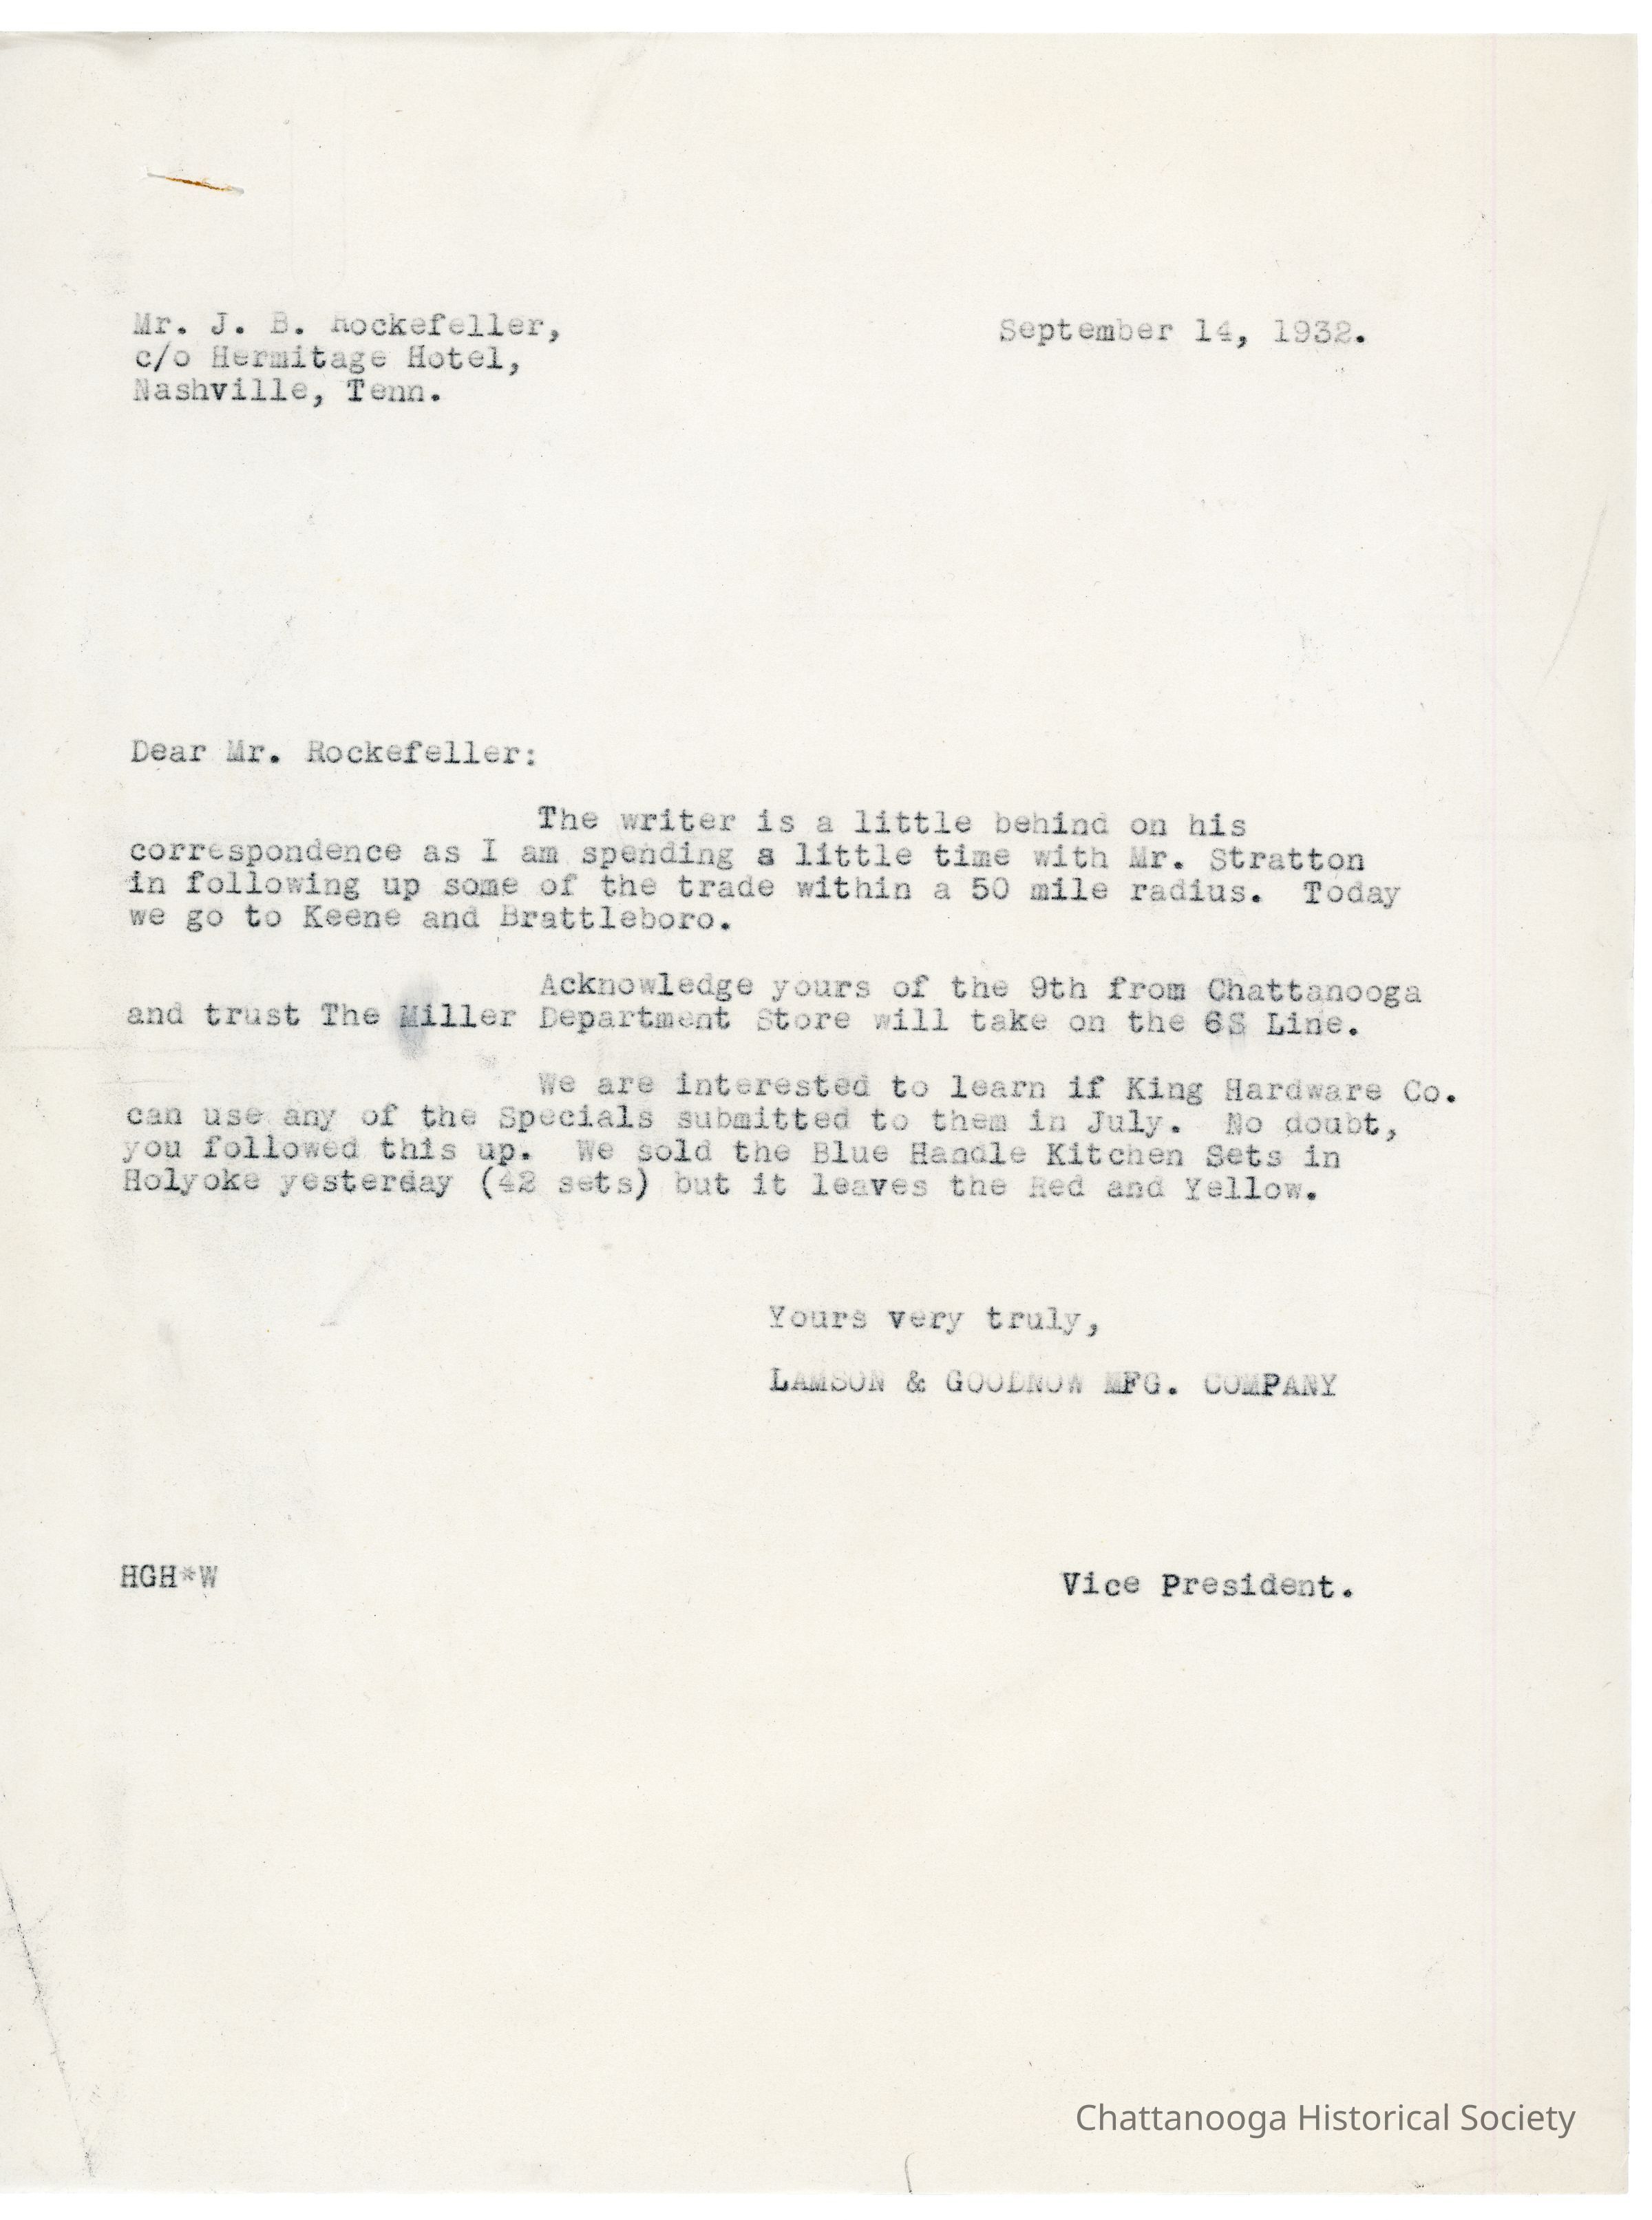 Mr. J. B. Rockefeller,
September 14, 1932.
c/o Hermitage Hotel,
Nashville, Tenn.
Dear Mr. Rockefeller:
The writer is a little behind on his
correspondence as I am spending a little time with Mr. Stratton
in following up some of the trade within a 50 mile radius. Today
we go to Keene and Brattleboro.
Acknowledge yours of the 9th from Chattanooga
and trust The Miller Department Store will take on the 6S Line.
We are interested to learn if King Hardware Co.
can use any of the Specials submitted to them in July. No doubt,
you followed this up. We sold the Blue Handle Kitchen Sets in
Holyoke yesterday (42 sets) but it leaves the Red and Yellow.
Yours very truly,
LAMSON & GOODNOW MFG. COMPANY
HGH*W
Vice President.
Chattanooga Historical Society